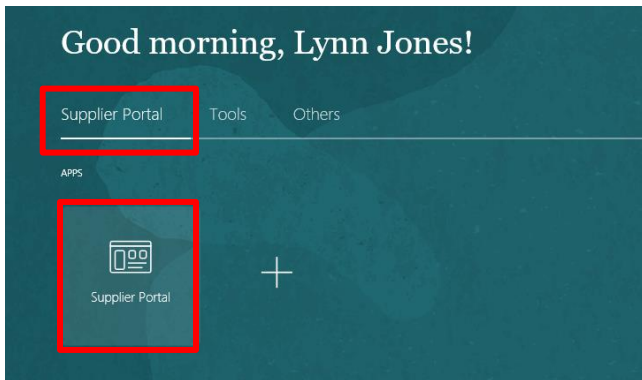 Good morning, Lynn Jones!
Supplier Portal Tools Others
APPS
Supplier Portal